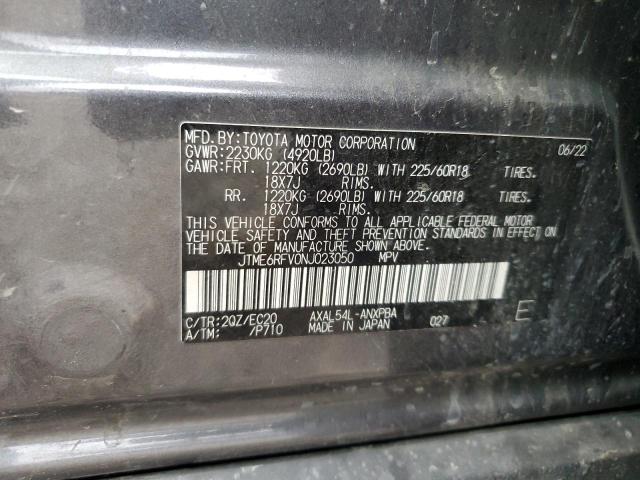 MFD.BY:TOYOTA MOTOR CORPORATION 06/22
GVWR:2230KG (4920LB)
GAWR:FRT. 1220KG (2690LB) WITH 225/60R18 TIRES.
18X7J RIMS.
RR. 1220KG (2690LB) WITH 225/60R18 TIRES.
18X7J RIMS.
THIS VEHICLE CONFORMS TO ALL APPLICABLE FEDERAL MOTOR
VEHICLE SAFETY AND THEFT PREVENTION STANDARDS IN EFFECT
ON THE DATE OF MANUFACTURE SHOWN ABOVE.
JTME6RFV0NJ023050 MPV
C/TR:2QZ/EC20 AXAL54L-ANXPBA 027 E
A/TM: /P710 MADE IN JAPAN